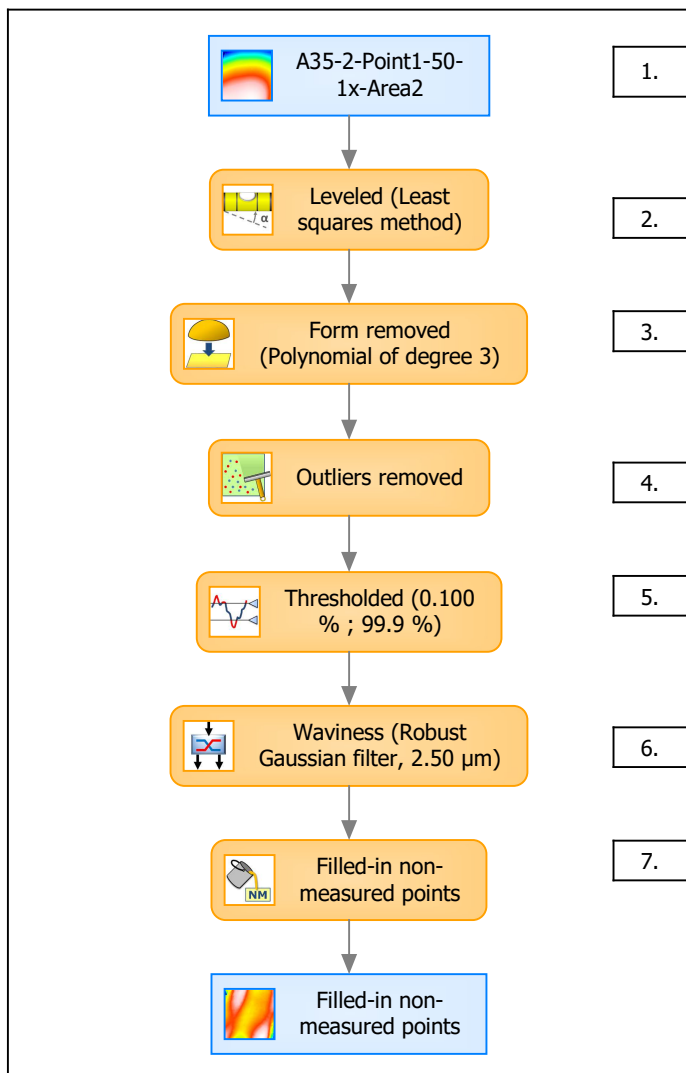 A35-2-Point1-50-
1x-Area2
1.
α
Leveled (Least
squares method)
2.
Form removed
(Polynomial of degree 3)
3.
Outliers removed
4.
Thresholded (0.100
% ; 99.9 %)
5.
Waviness (Robust
Gaussian filter, 2.50 µm)
6.
NM
Filled-in non-
measured points
7.
Filled-in non-
measured points